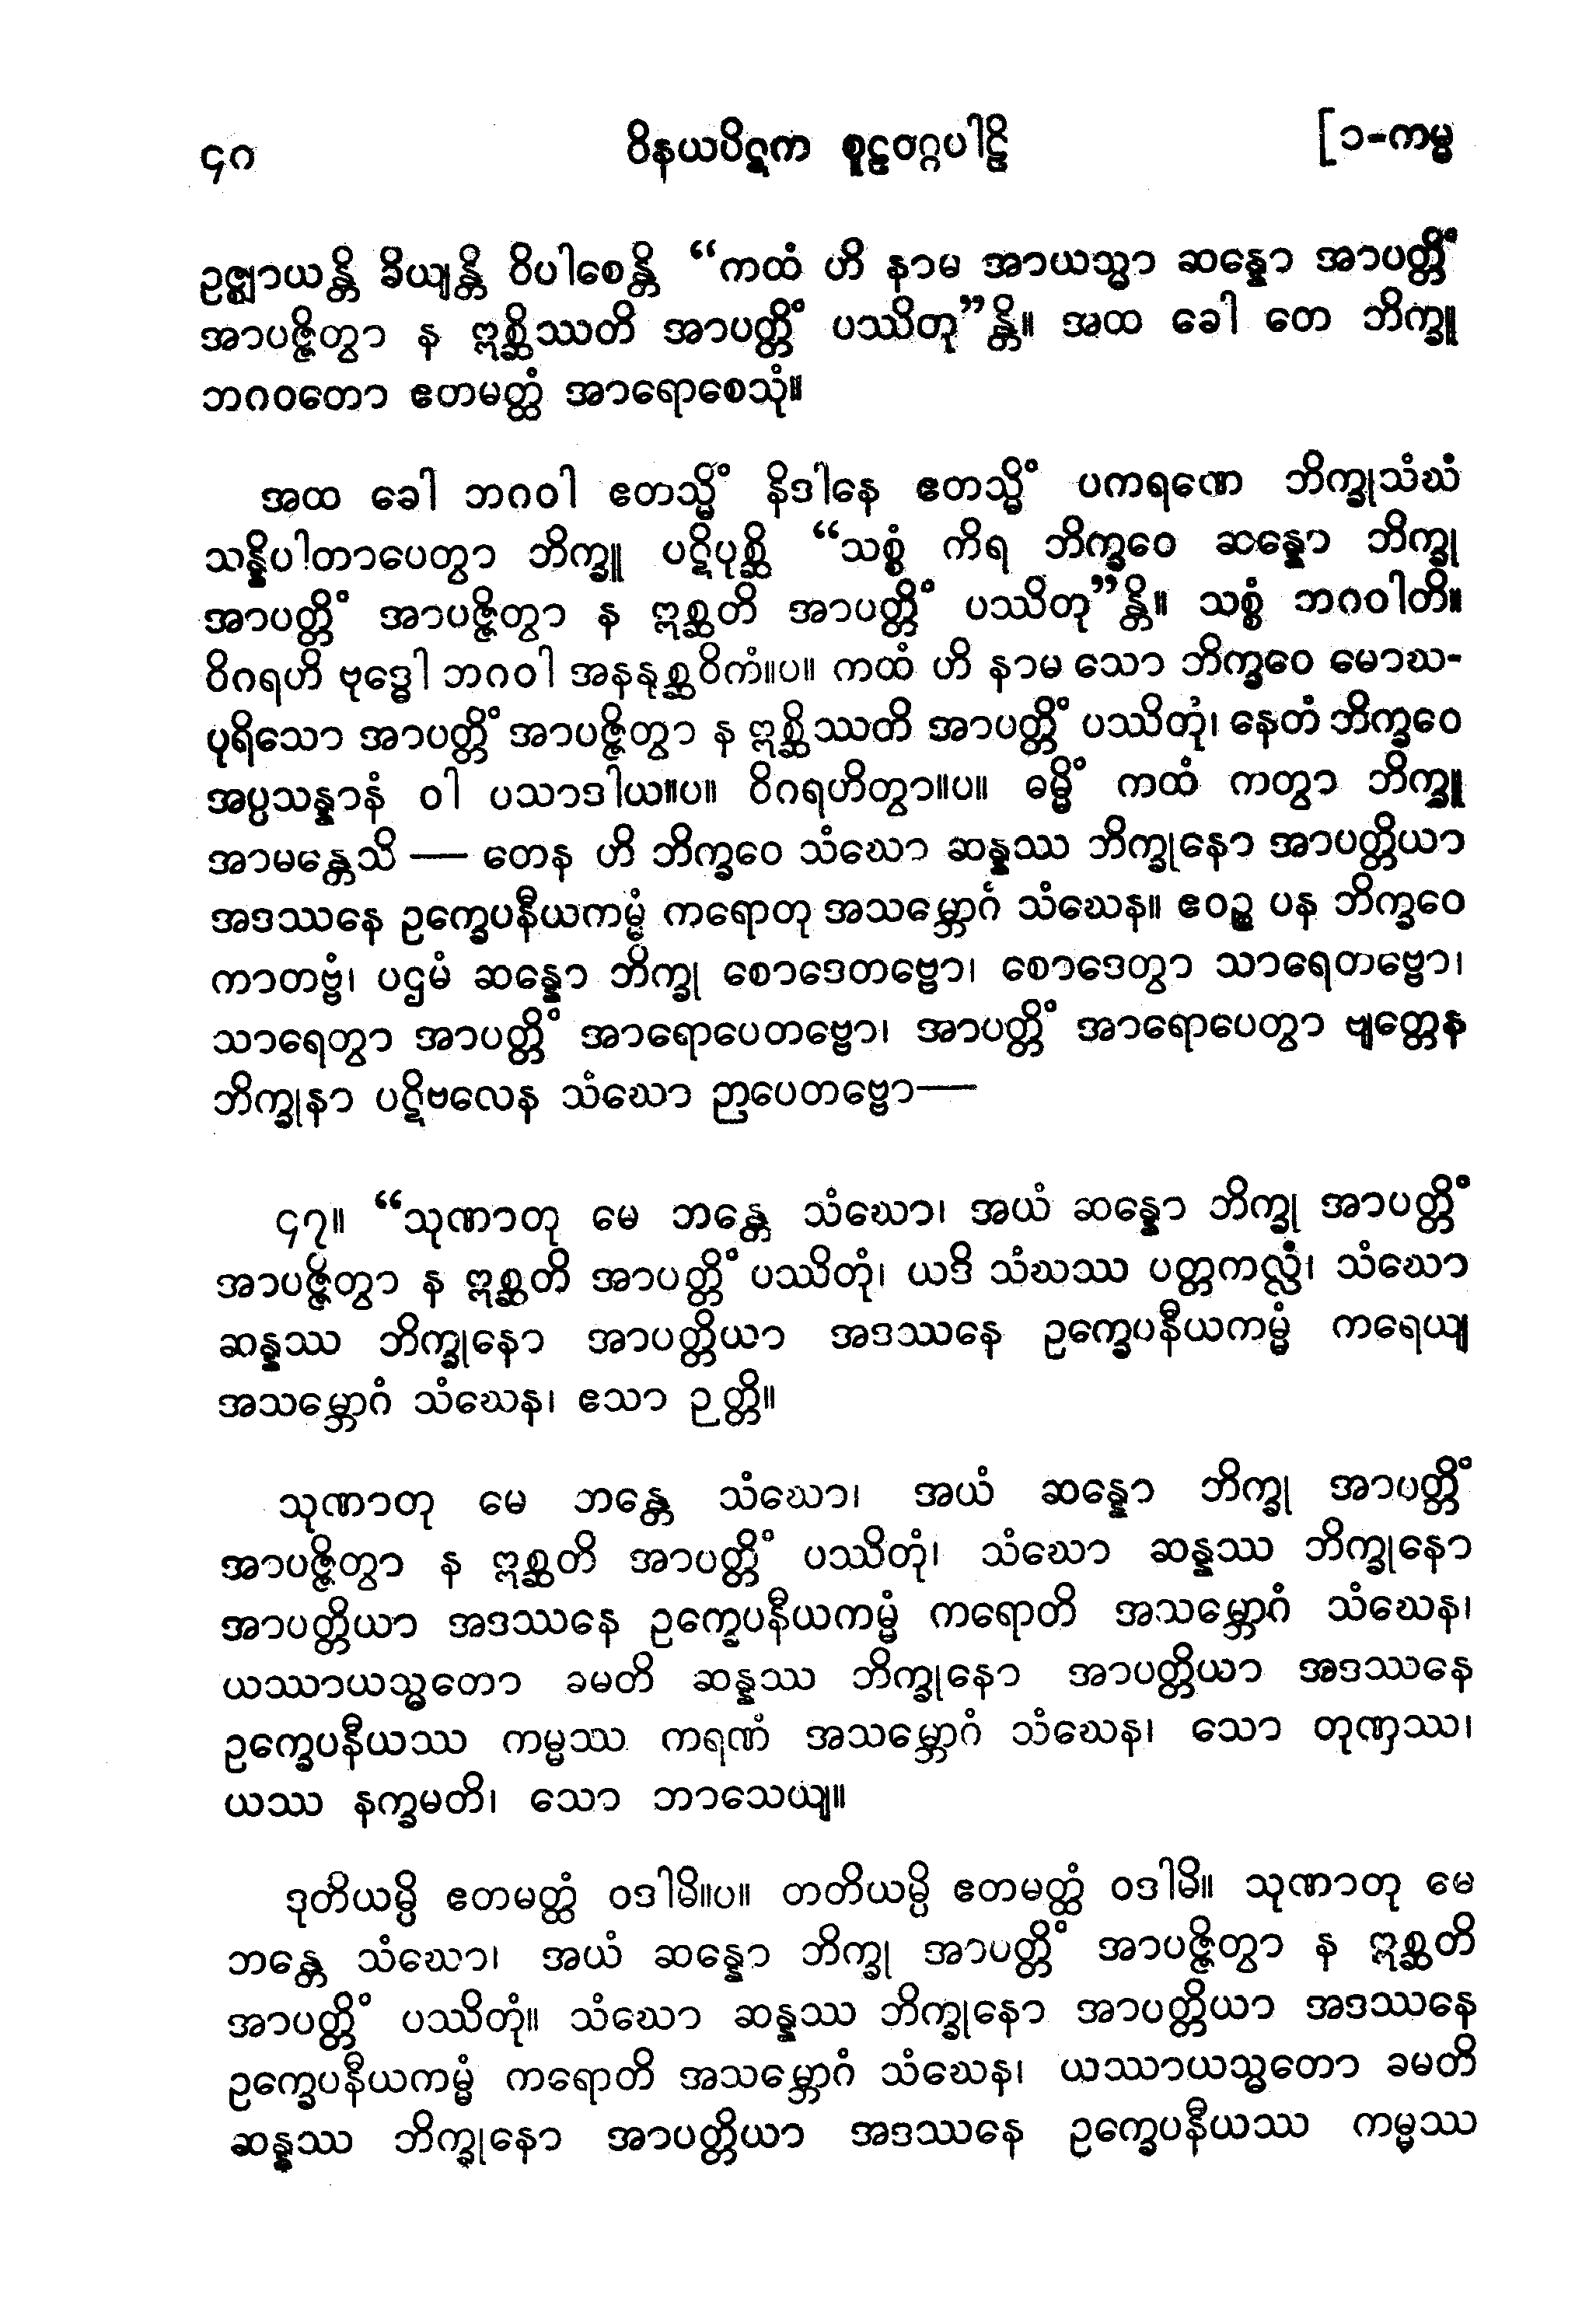 ၄၈ ဝိနယပိဋက စူဠဝဂ္ဂပါဠိ [၁-ကမ္မ
ဥဇ္ဈာယန္တိ ခိယျန္တိ ဝိပါစေန္တိ “ကထံ ဟိ နာမ အာယသ္မာ ဆန္နော အာပတ္တိံ
အာပဇ္ဇိတွာ န ဣစ္ဆိဿတိ အာပတ္တိံ ပဿိတု”န္တိ။ အထ ခေါ တေ ဘိက္ခူ
ဘဂဝတော ဧတမတ္ထံ အာရောစေသုံ။
အထ ခေါ ဘဂဝါ ဧတသ္မိံ နိဒါနေ ဧတသ္မိံ ပကရဏေ ဘိက္ခုသံဃံ
သန္နိပါတာပေတွာ ဘိက္ခူ ပဋိပုစ္ဆိ “သစ္စံ ကိရ ဘိက္ခဝေ ဆန္နော ဘိက္ခု
အာပတ္တိံ အာပဇ္ဇိတွာ န ဣစ္ဆတိ အာပတ္တိံ ပဿိတု”န္တိ။ သစ္စံ ဘဂဝါတိ။
ဝိဂရဟိ ဗုဒ္ဓေါ ဘဂဝါ အနနုစ္ဆဝိကံ။ပ။ ကထံ ဟိ နာမ သော ဘိက္ခဝေ မောဃ-
ပုရိသော အာပတ္တိံ အာပဇ္ဇိတွာ န ဣစ္ဆိဿတိ အာပတ္တိံ ပဿိတုံ၊ နေတံ ဘိက္ခဝေ
အပ္ပသန္နာနံ ဝါ ပသာဒါယ။ပ။ ဝိဂရဟိတွာ။ပ။ ဓမ္မိံ ကထံ ကတွာ ဘိက္ခူ
အာမန္တေသိ — တေန ဟိ ဘိက္ခဝေ သံဃော ဆန္နဿ ဘိက္ခုနော အာပတ္တိယာ
အဒဿနေ ဥက္ခေပနီယကမ္မံ ကရောတု အသမ္ဘောဂံ သံဃေန။ ဧဝဉ္စ ပန ဘိက္ခဝေ
ကာတဗ္ဗံ၊ ပဌမံ ဆန္နော ဘိက္ခု စောဒေတဗ္ဗော၊ စောဒေတွာ သာရေတဗ္ဗော၊
သာရေတွာ အာပတ္တိံ အာရောပေတဗ္ဗော၊ အာပတ္တိံ အာရောပေတွာ ဗျတ္တေန
ဘိက္ခုနာ ပဋိဗလေန သံဃော ဉာပေတဗ္ဗော—
၄၇။ “သုဏာတု မေ ဘန္တေ သံဃော၊ အယံ ဆန္နော ဘိက္ခု အာပတ္တိံ
အာပဇ္ဇိတွာ န ဣစ္ဆတိ အာပတ္တိံ ပဿိတုံ၊ ယဒိ သံဃဿ ပတ္တကလ္လံ၊ သံဃော
ဆန္နဿ ဘိက္ခုနော အာပတ္တိယာ အဒဿနေ ဥက္ခေပနီယကမ္မံ ကရေယျ
အသမ္ဘောဂံ သံဃေန၊ ဧသာ ဉတ္တိ။
သုဏာတု မေ ဘန္တေ သံဃော၊ အယံ ဆန္နော ဘိက္ခု အာပတ္တိံ
အာပဇ္ဇိတွာ န ဣစ္ဆတိ အာပတ္တိံ ပဿိတုံ၊ သံဃော ဆန္နဿ ဘိက္ခုနော
အာပတ္တိယာ အဒဿနေ ဥက္ခေပနီယကမ္မံ ကရောတိ အသမ္ဘောဂံ သံဃေန၊
ယဿာယသ္မတော ခမတိ ဆန္နဿ ဘိက္ခုနော အာပတ္တိယာ အဒဿနေ
ဥက္ခေပနီယဿ ကမ္မဿ ကရဏံ အသမ္ဘောဂံ သံဃေန၊ သော တုဏှဿ၊
ယဿ နက္ခမတိ၊ သော ဘာသေယျ။
ဒုတိယမ္ပိ ဧတမတ္ထံ ဝဒါမိ။ပ။ တတိယမ္ပိ ဧတမတ္ထံ ဝဒါမိ။ သုဏာတု မေ
ဘန္တေ သံဃော၊ အယံ ဆန္နော ဘိက္ခု အာပတ္တိံ အာပဇ္ဇိတွာ န ဣစ္ဆတိ
အာပတ္တိံ ပဿိတုံ။ သံဃော ဆန္နဿ ဘိက္ခုနော အာပတ္တိယာ အဒဿနေ
ဥက္ခေပနီယကမ္မံ ကရောတိ အသမ္ဘောဂံ သံဃေန၊ ယဿာယသ္မတော ခမတိ
ဆန္နဿ ဘိက္ခုနော အာပတ္တိယာ အဒဿနေ ဥက္ခေပနီယဿ ကမ္မဿ